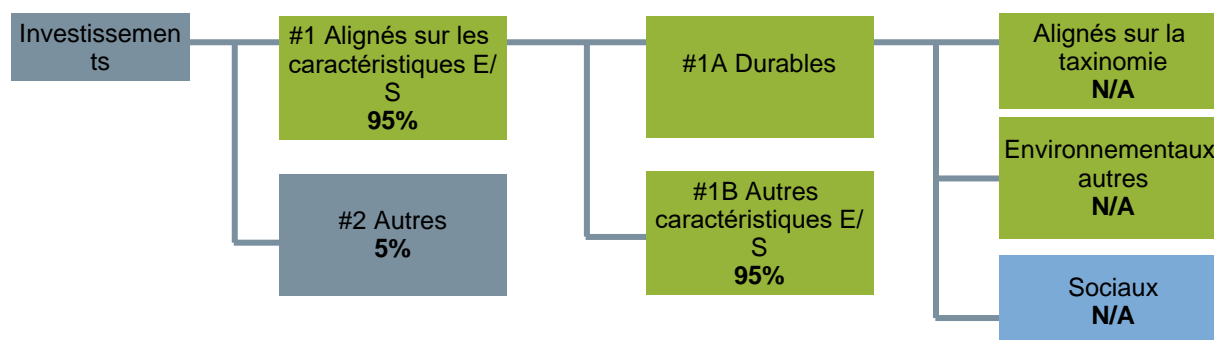 Investissemen
ts
#1 Alignés sur les
caractéristiques E/
S
95%
#2 Autres
5%
#1A Durables
#1B Autres
caractéristiques E/
S
95%
Alignés sur la
taxinomie
N/A
Environnementaux
autres
N/A
Sociaux
N/A